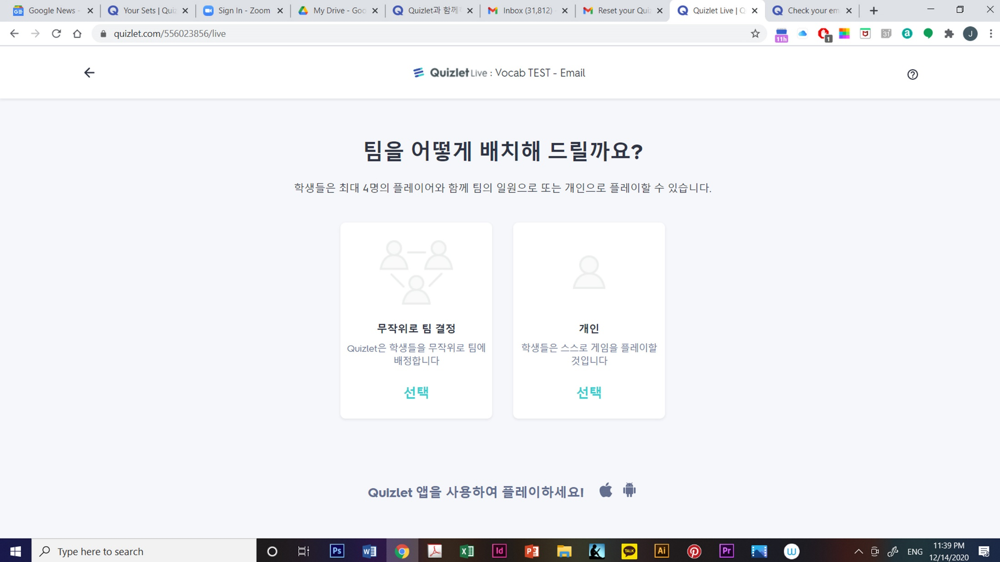 Google News -
Your Sets | Quiz
Sign In - Zoom
My Drive - Goo
Quizlet과 함께
Inbox (31,812) -
Reset your Quiz
Quizlet Live | Q
Check your em
quizlet.com/556023856/live
11h
1
31
a
J
Quizlet Live : Vocab TEST - Email
팀을 어떻게 배치해 드릴까요?
학생들은 최대 4명의 플레이어와 함께 팀의 일원으로 또는 개인으로 플레이할 수 있습니다.
무작위로 팀 결정
Quizlet은 학생들을 무작위로 팀에
배정합니다
선택
개인
학생들은 스스로 게임을 플레이할
것입니다
선택
Quizlet 앱을 사용하여 플레이하세요!
Type here to search
Ps
W
X
Id
P
TALK
Ai
Pr
W
ENG
11:39 PM
12/14/2020